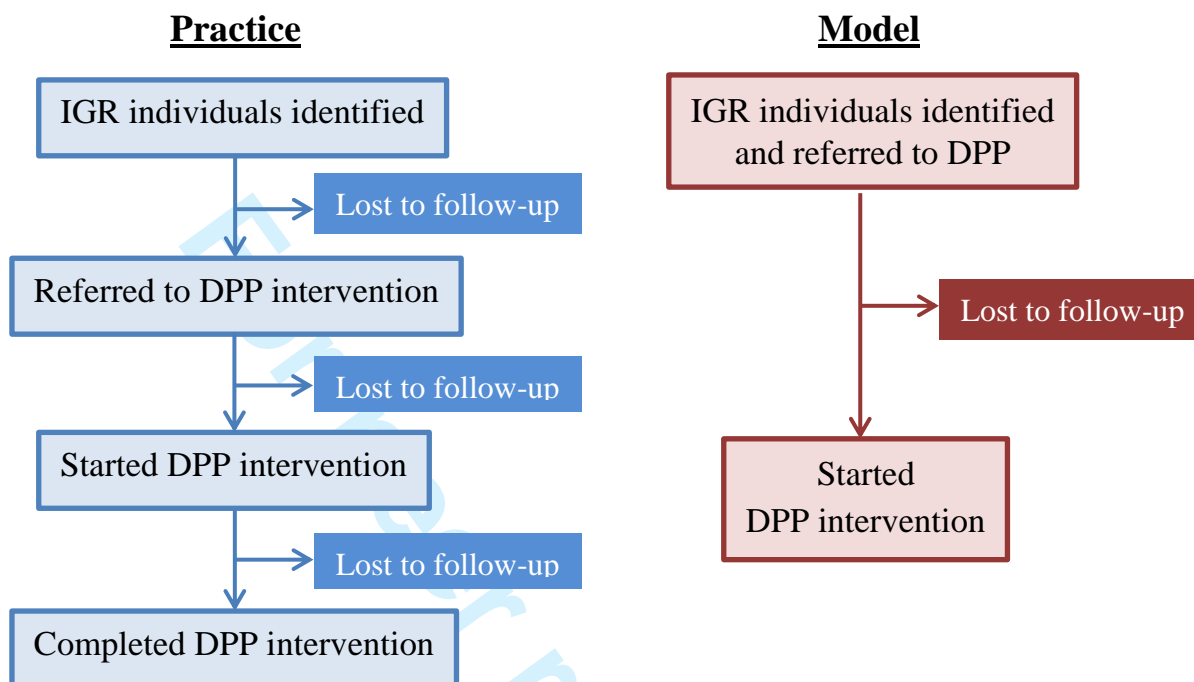 Practice
IGR individuals identified
Lost to follow-up
Referred to DPP intervention
Lost to follow-up
Started DPP intervention
Lost to follow-up
Completed DPP intervention
Model
IGR individuals identified
and referred to DPP
Lost to follow-up
Started
DPP intervention